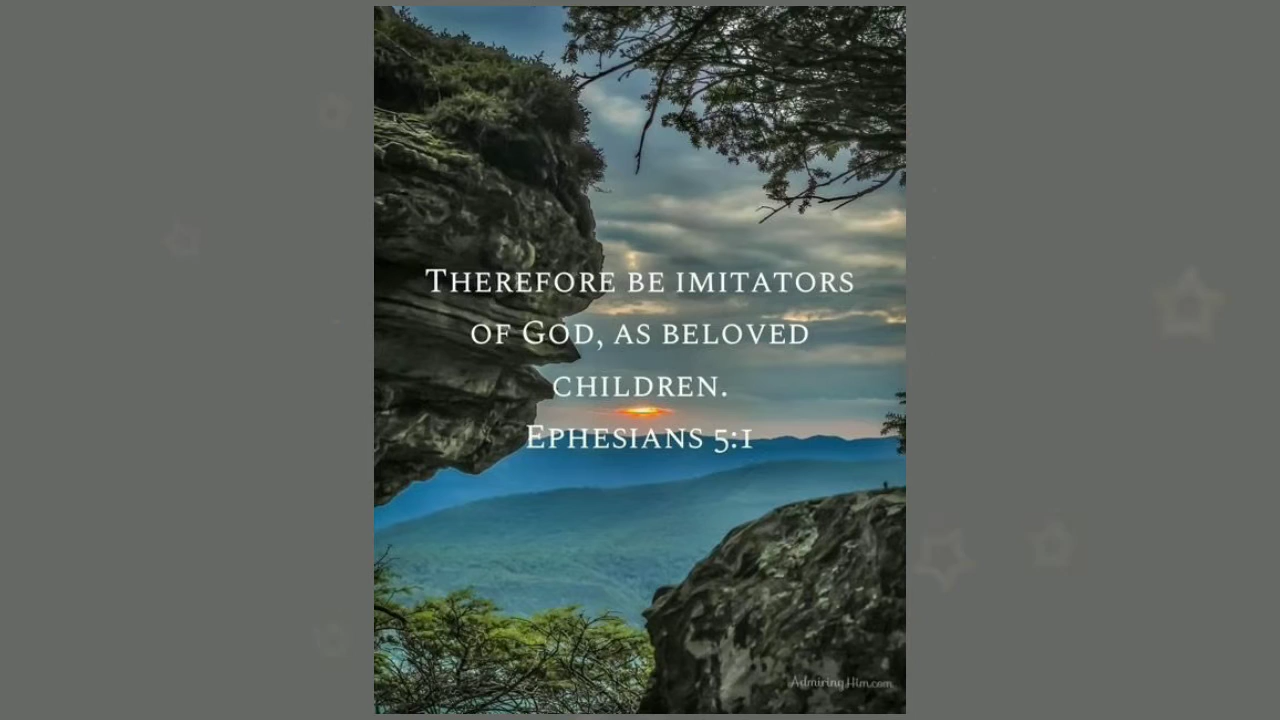 Therefore be imitators
of God, as beloved
children.
Ephesians 5:1
AdmiringHim.com